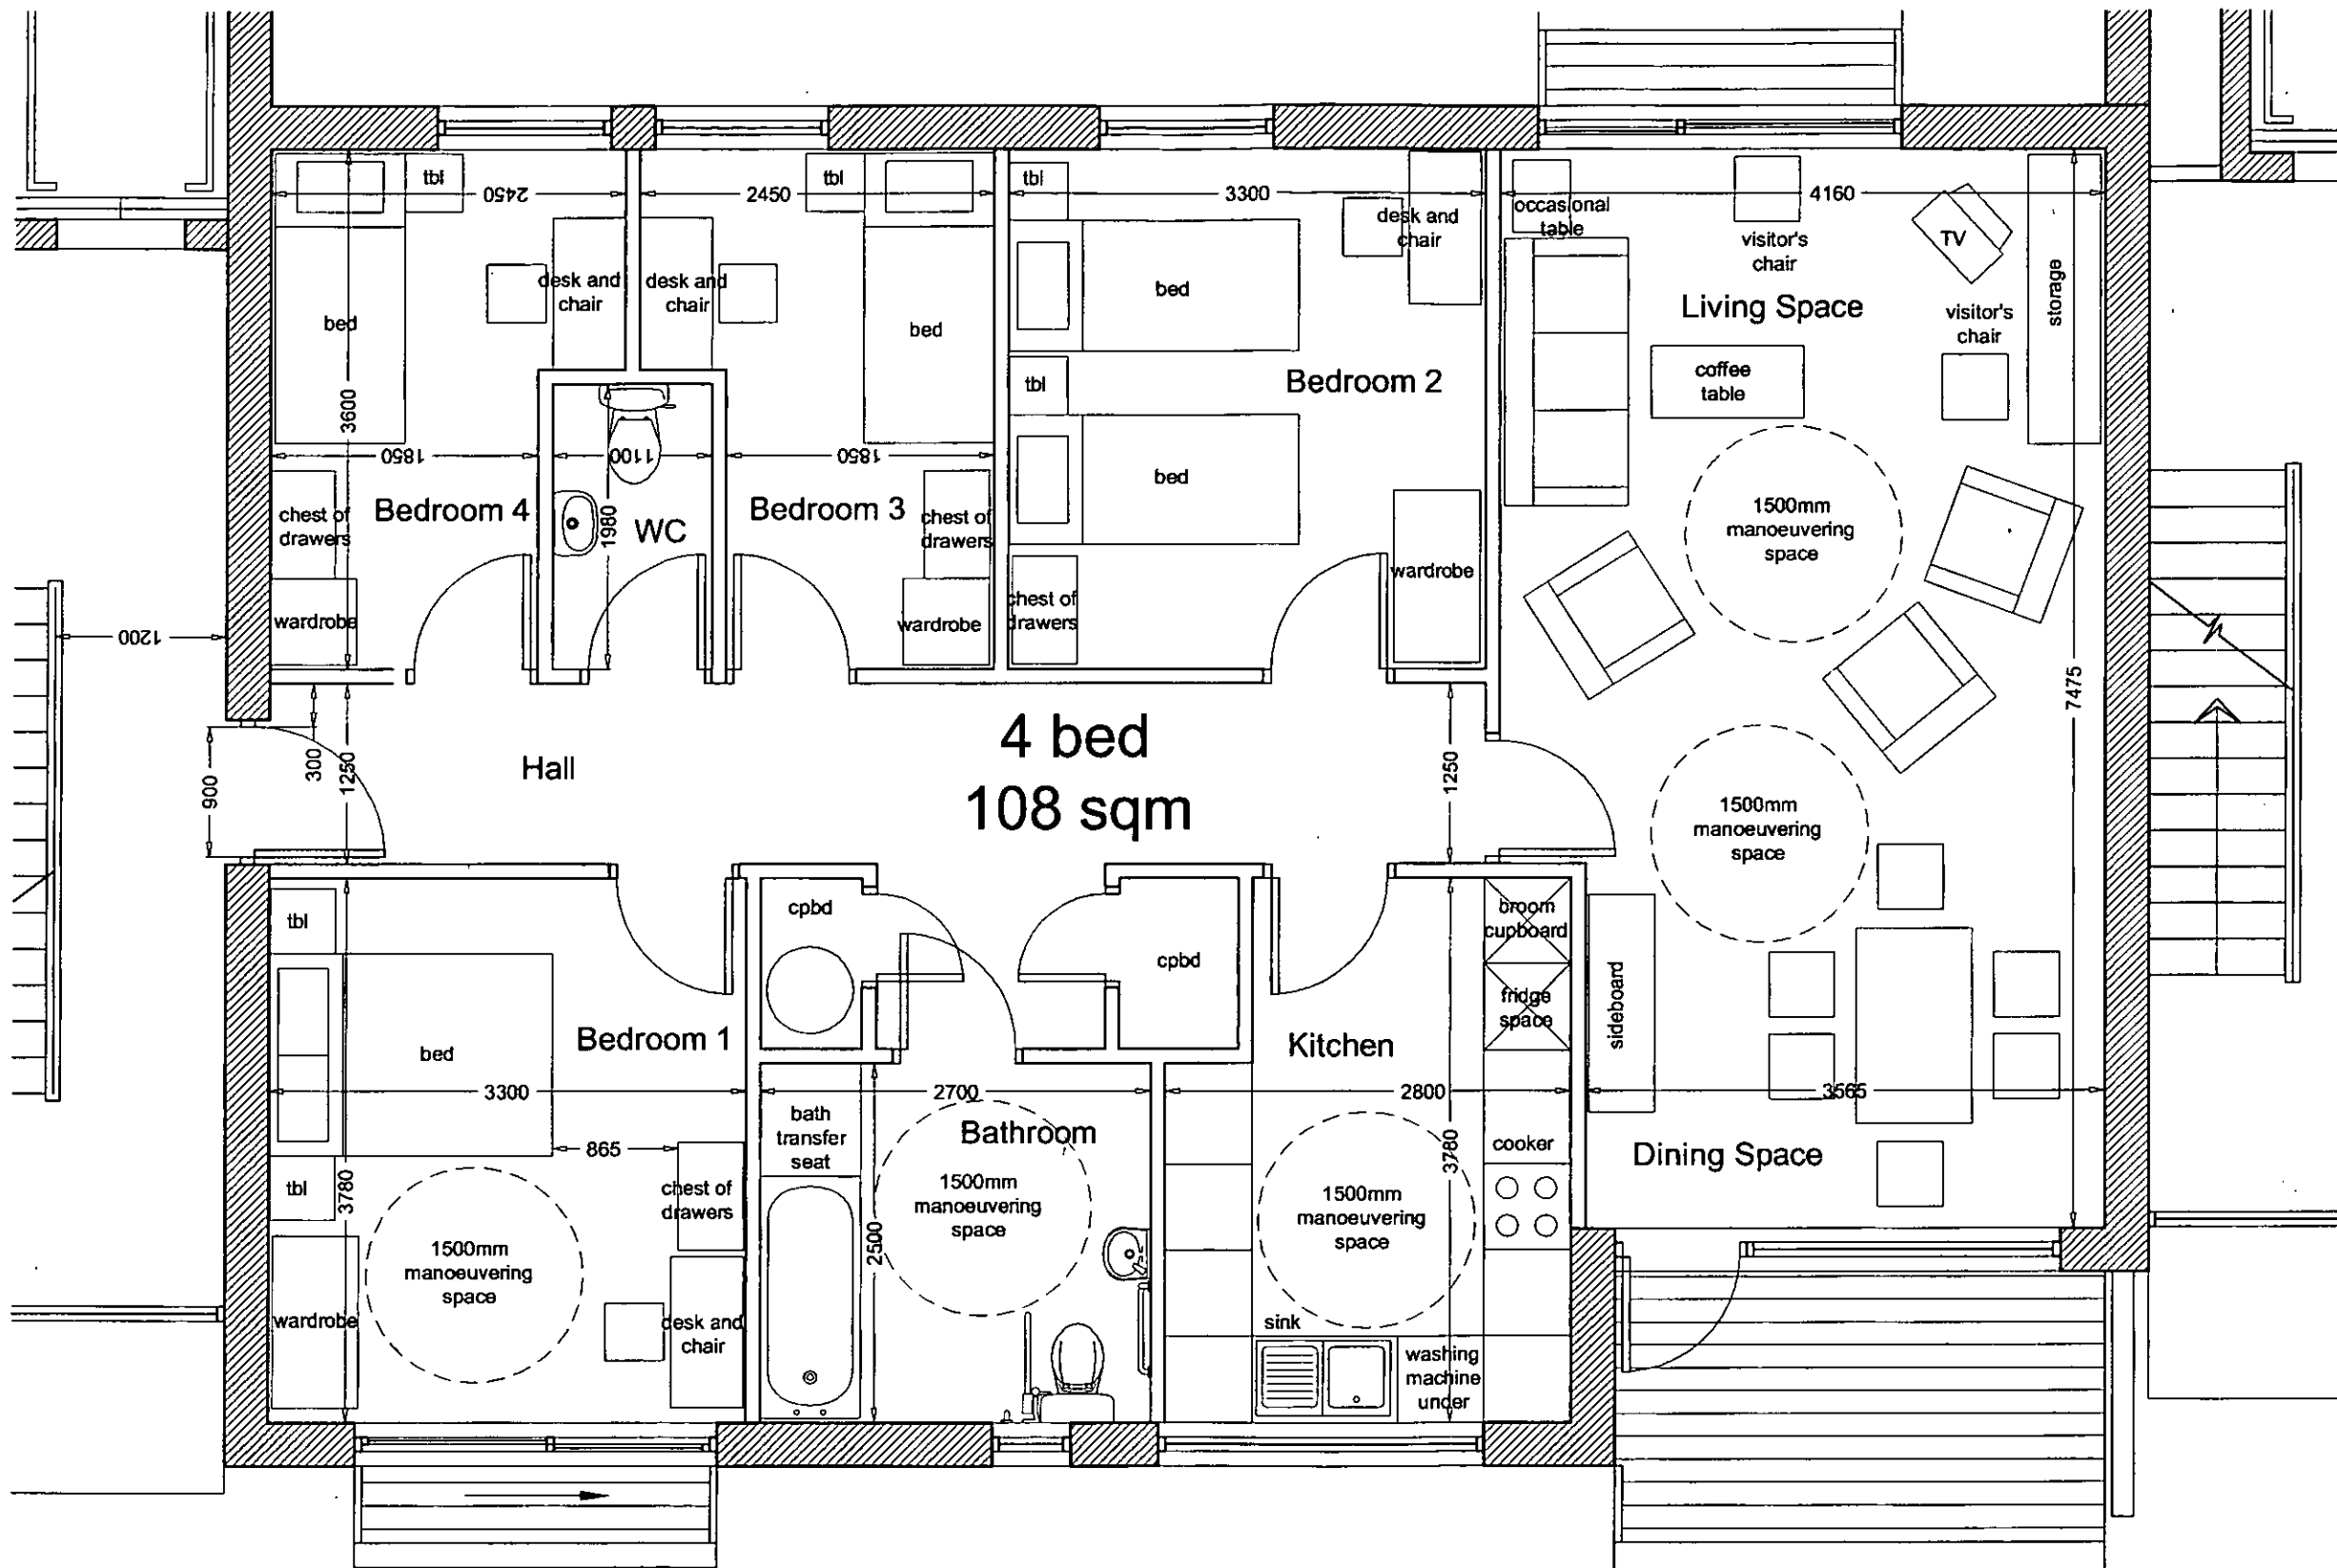 tbl
2450
2450
tbl
tbl
3300
desk and
chair
occasional
table
4160
visitor's
chair
TV
storage
desk and
chair
desk and
chair
bed
bed
bed
Living Space
visitor's
chair
tbl
Bedroom 2
coffee
table
3600
1850
1100
1850
bed
Bedroom 4
WC
1980
Bedroom 3
chest of
drawers
chest of
drawers
1500mm
manoeuvering
space
wardrobe
wardrobe
chest of
drawers
wardrobe
1200
7475
4 bed
108 sqm
Hall
900
300
1250
1250
1500mm
manoeuvering
space
tbl
cpbd
cpbd
broom
cupboard
fridge
space
sideboard
bed
Bedroom 1
Kitchen
3300
2700
2800
3565
bath
transfer
seat
Bathroom
865
cooker
Dining Space
tbl
3780
chest of
drawers
1500mm
manoeuvering
space
3780
1500mm
manoeuvering
space
2500
1500mm
manoeuvering
space
wardrobe
desk and
chair
sink
washing
machine
under